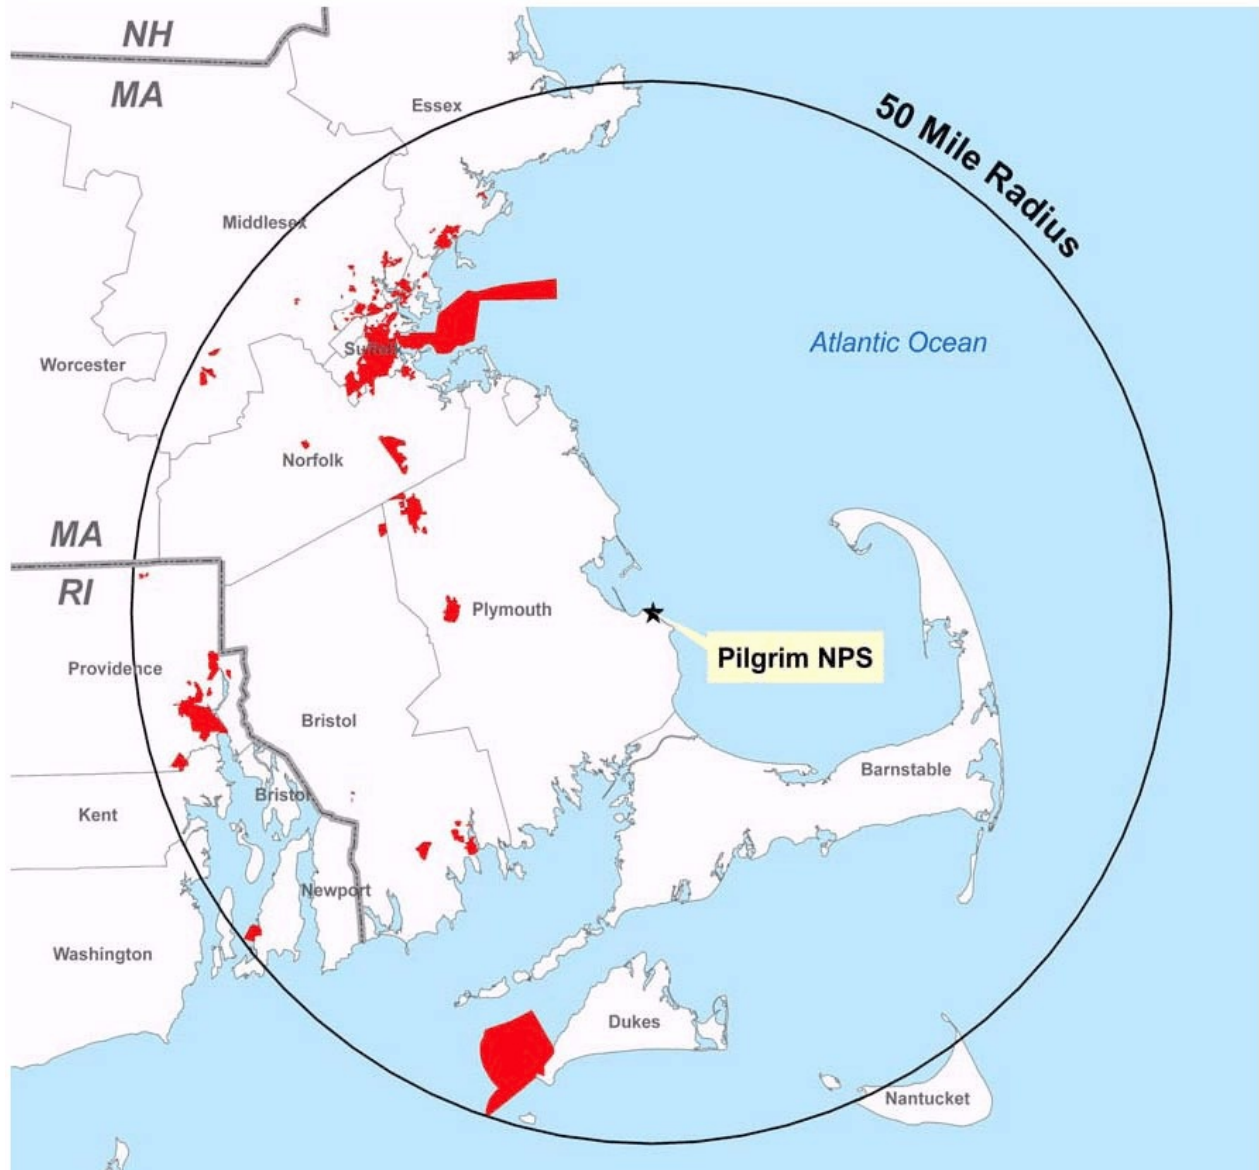 NH
MA
Essex
50 Mile Radius
Middlesex
Atlantic Ocean
Suffolk
Worcester
Norfolk
MA
RI
Plymouth
Pilgrim NPS
Providence
Bristol
Barnstable
Bristol
Kent
Newport
Washington
Dukes
Nantucket